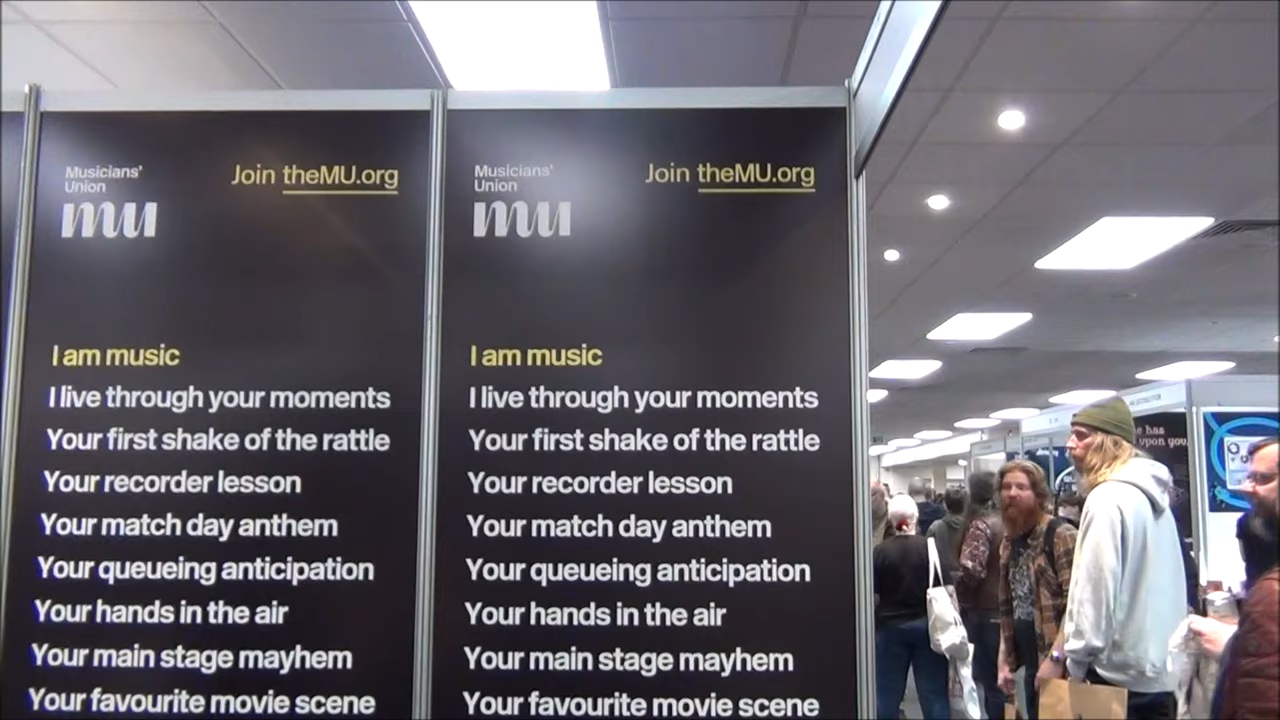 Musicians'
Union
mu
Join theMU.org
I am music
I live through your moments
Your first shake of the rattle
Your recorder lesson
Your match day anthem
Your queueing anticipation
Your hands in the air
Your main stage mayhem
Your favourite movie scene
Musicians'
Union
mu
Join theMU.org
I am music
I live through your moments
Your first shake of the rattle
Your recorder lesson
Your match day anthem
Your queueing anticipation
Your hands in the air
Your main stage mayhem
Your favourite movie scene
has
upon you